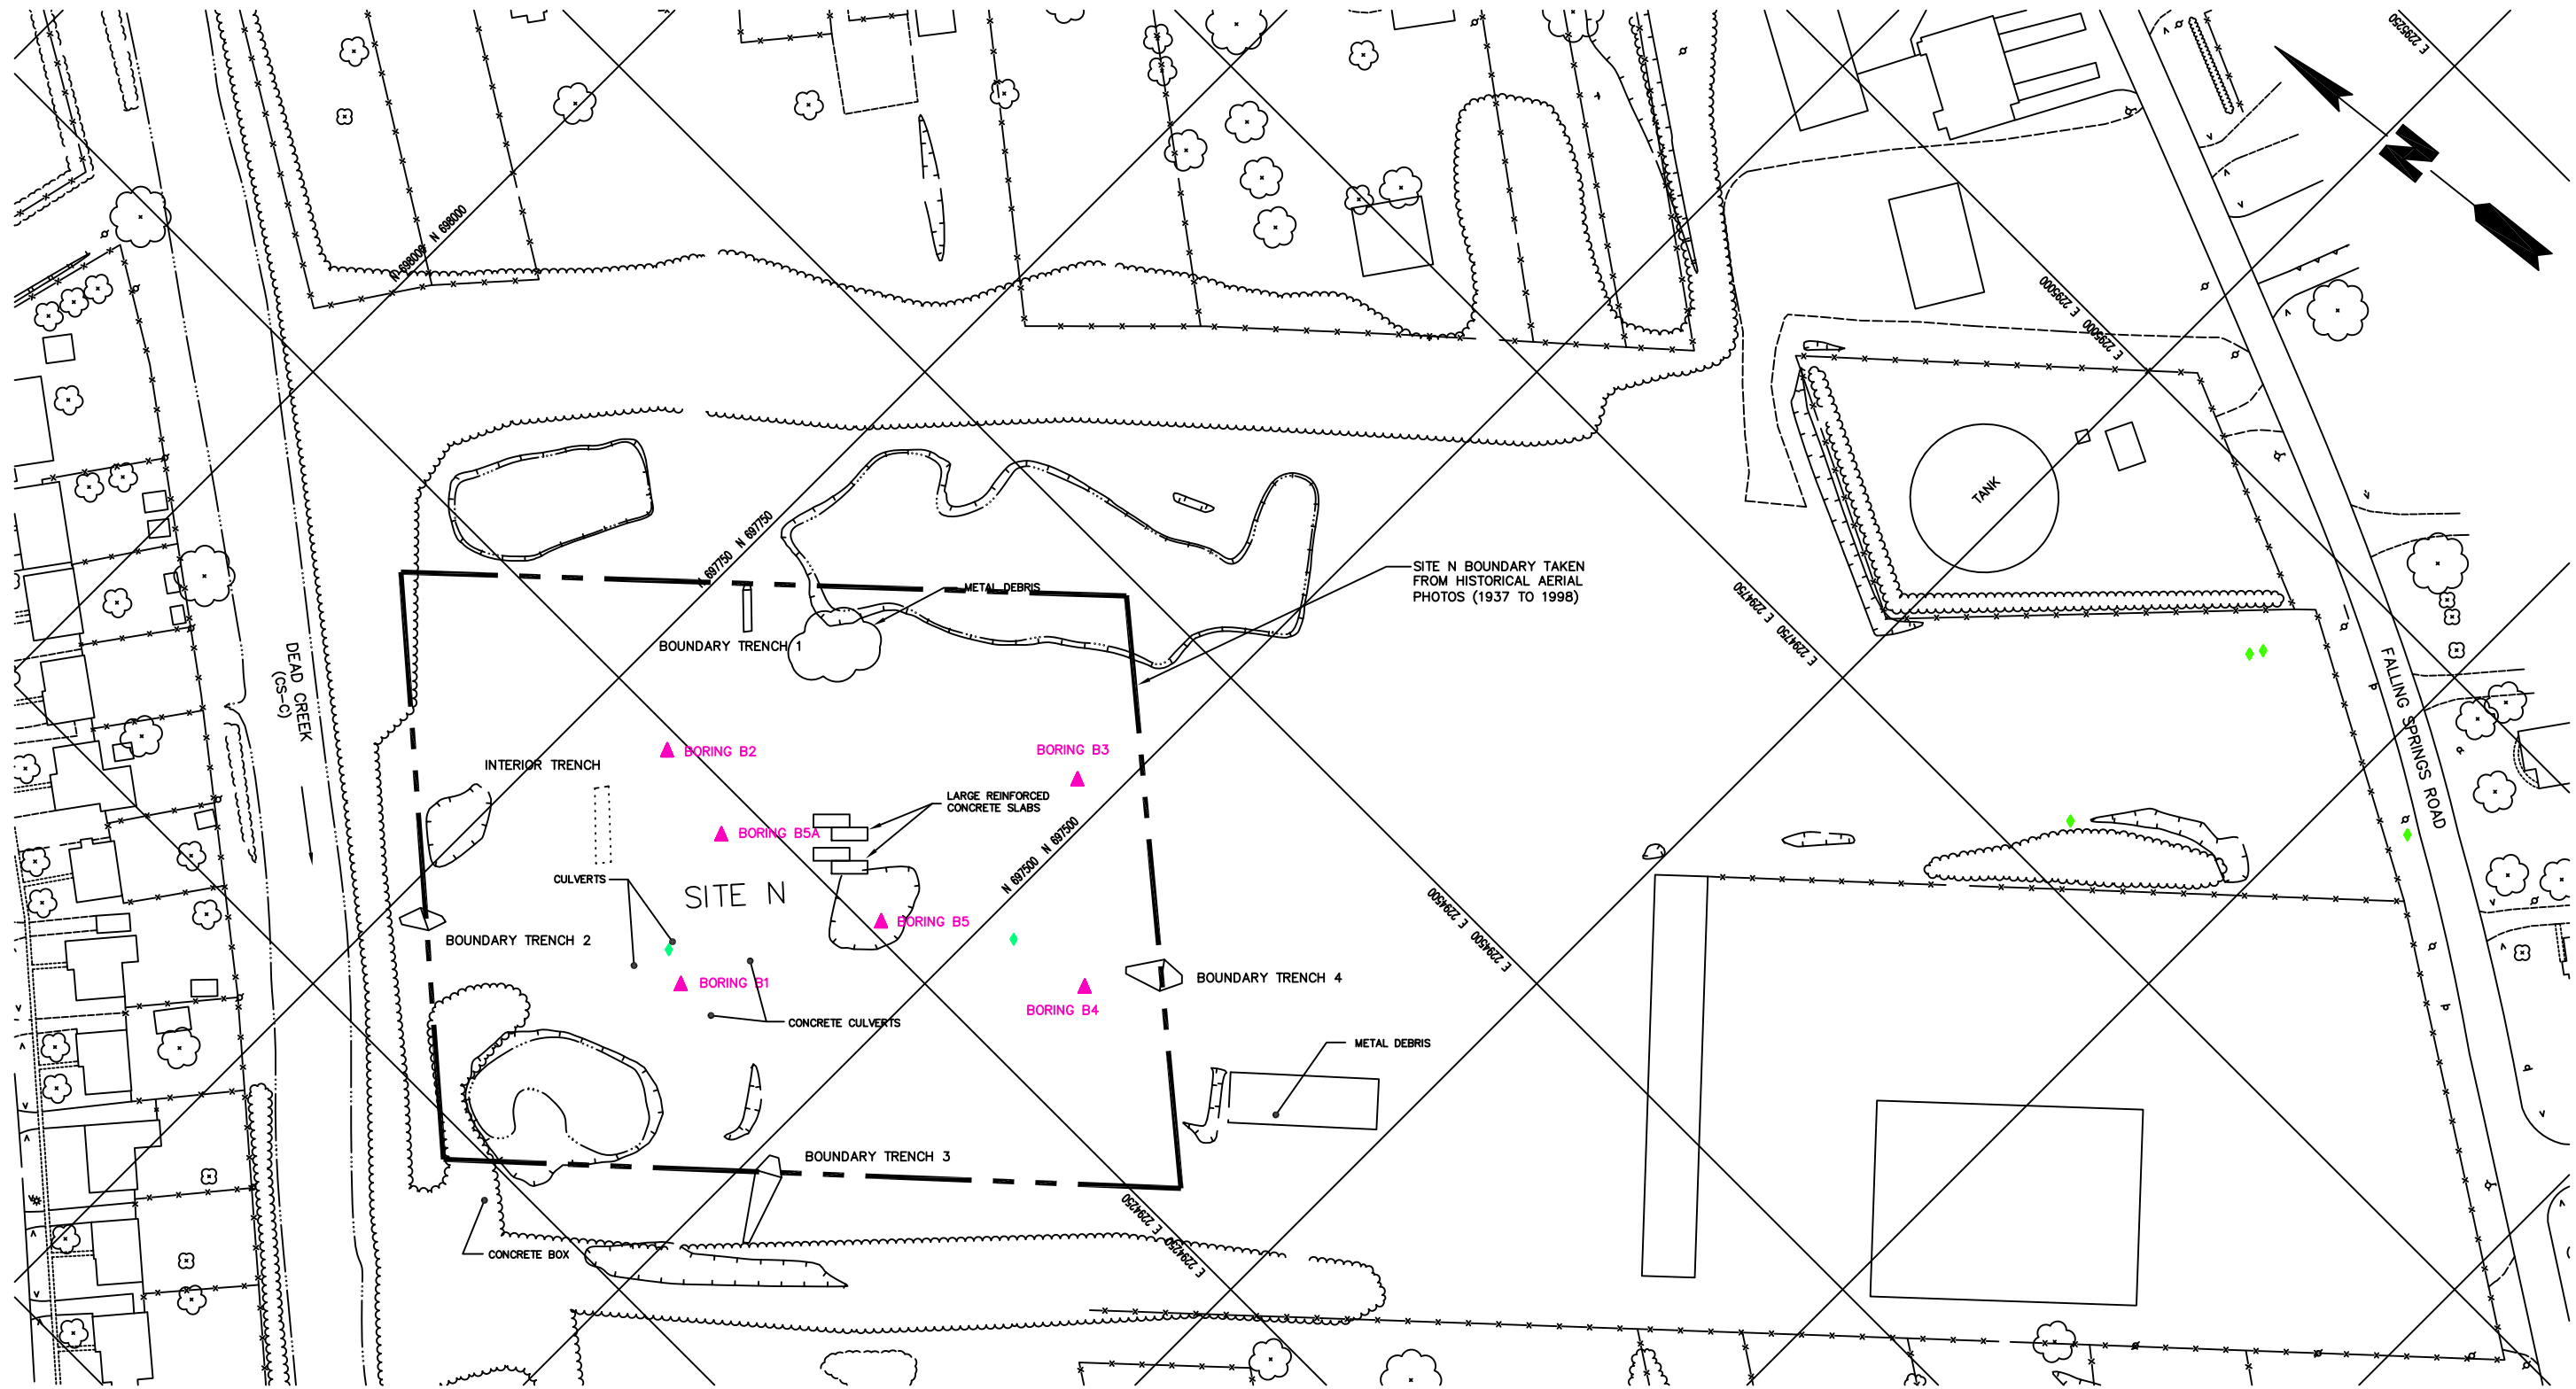 E 2295250
N
N 698000 N 698000
E 2295000 E 2295000
TANK
N 697750 N 697750
SITE N BOUNDARY TAKEN
FROM HISTORICAL AERIAL
PHOTOS (1937 TO 1998)
METAL DEBRIS
E 2294750 E 2294750
BOUNDARY TRENCH 1
DEAD CREEK
(CS-C)
FALLING SPRINGS ROAD
BORING B2
BORING B3
INTERIOR TRENCH
LARGE REINFORCED
CONCRETE SLABS
BORING B5A
N 697500 N 697500
CULVERTS
SITE N
BORING B5
E 2294500 E 2294500
BOUNDARY TRENCH 2
BOUNDARY TRENCH 4
BORING B1
BORING B4
CONCRETE CULVERTS
METAL DEBRIS
BOUNDARY TRENCH 3
E 2294250 E 2294250
CONCRETE BOX